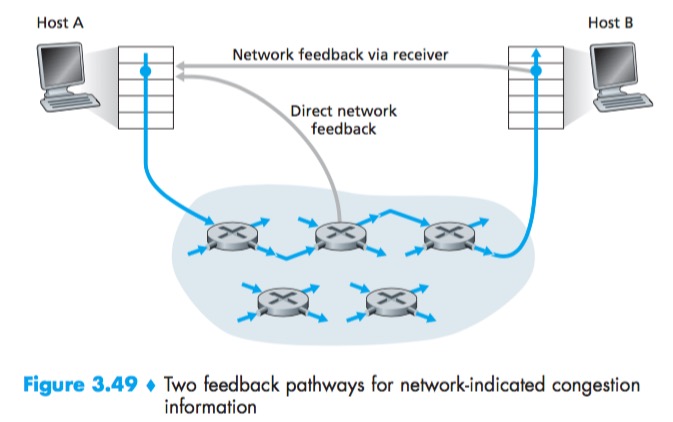 Host A
Host B
Network feedback via receiver
Direct network
feedback
Figure 3.49 ♦ Two feedback pathways for network-indicated congestion
information